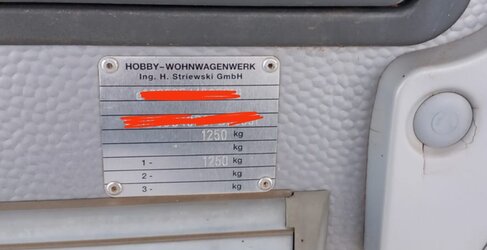 HOBBY-WOHNWAGENWERK
Ing. H. Striewski GmbH
1250 kg
kg
1 - 1250 kg
2 - kg
3 - kg